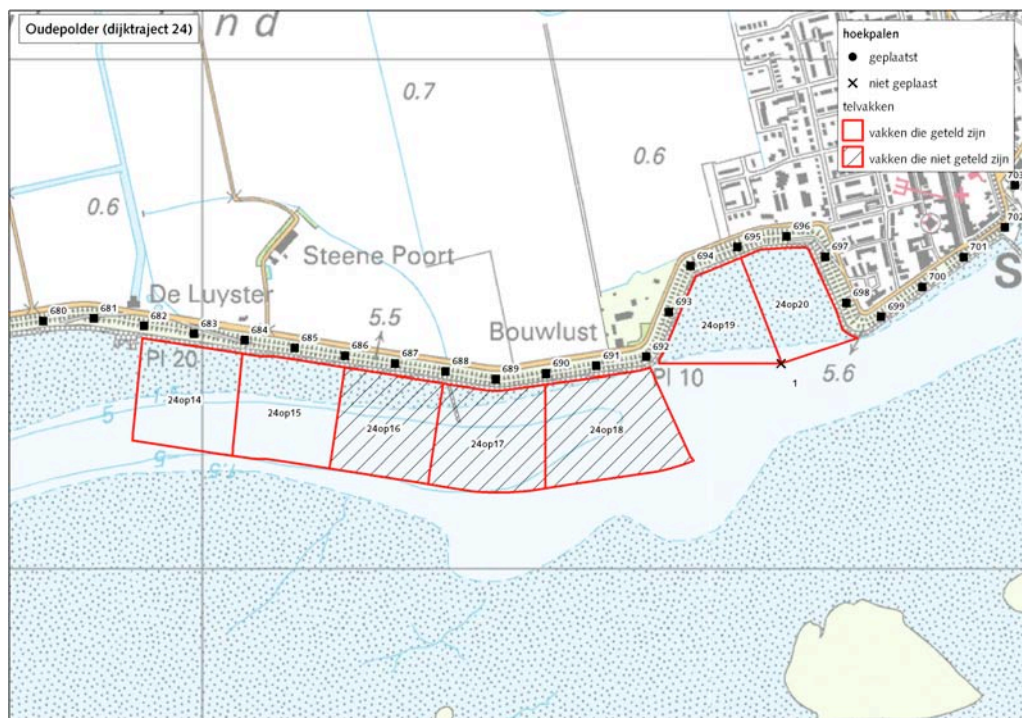 Oudepolder (dijktraject 24)
n d
hoekpalen
geplaatst
niet geplaast
telvakken
vakken die geteld zijn
vakken die niet geteld zijn
0.7
0.6
0.6
Steene Poort
De Luyster
5.5
Bouwlust
Pl 20
Pl 10
5.6
S
680
681
682
683
684
685
686
687
688
689
690
691
692
693
694
695
696
697
698
699
700
701
702
703
24op14
24op15
24op16
24op17
24op18
24op19
24op20
1
5
5